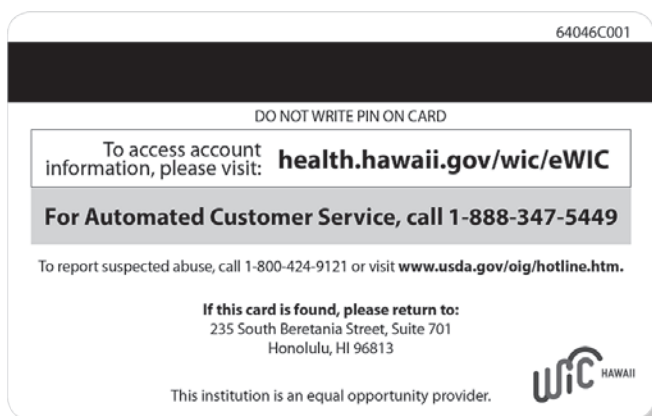 64046C001
DO NOT WRITE PIN ON CARD
To access account
information, please visit: health.hawaii.gov/wic/eWIC
For Automated Customer Service, call 1-888-347-5449
To report suspected abuse, call 1-800-424-9121 or visit www.usda.gov/oig/hotline.htm.
If this card is found, please return to:
235 South Beretania Street, Suite 701
Honolulu, HI 96813
WIC HAWAII
This institution is an equal opportunity provider.